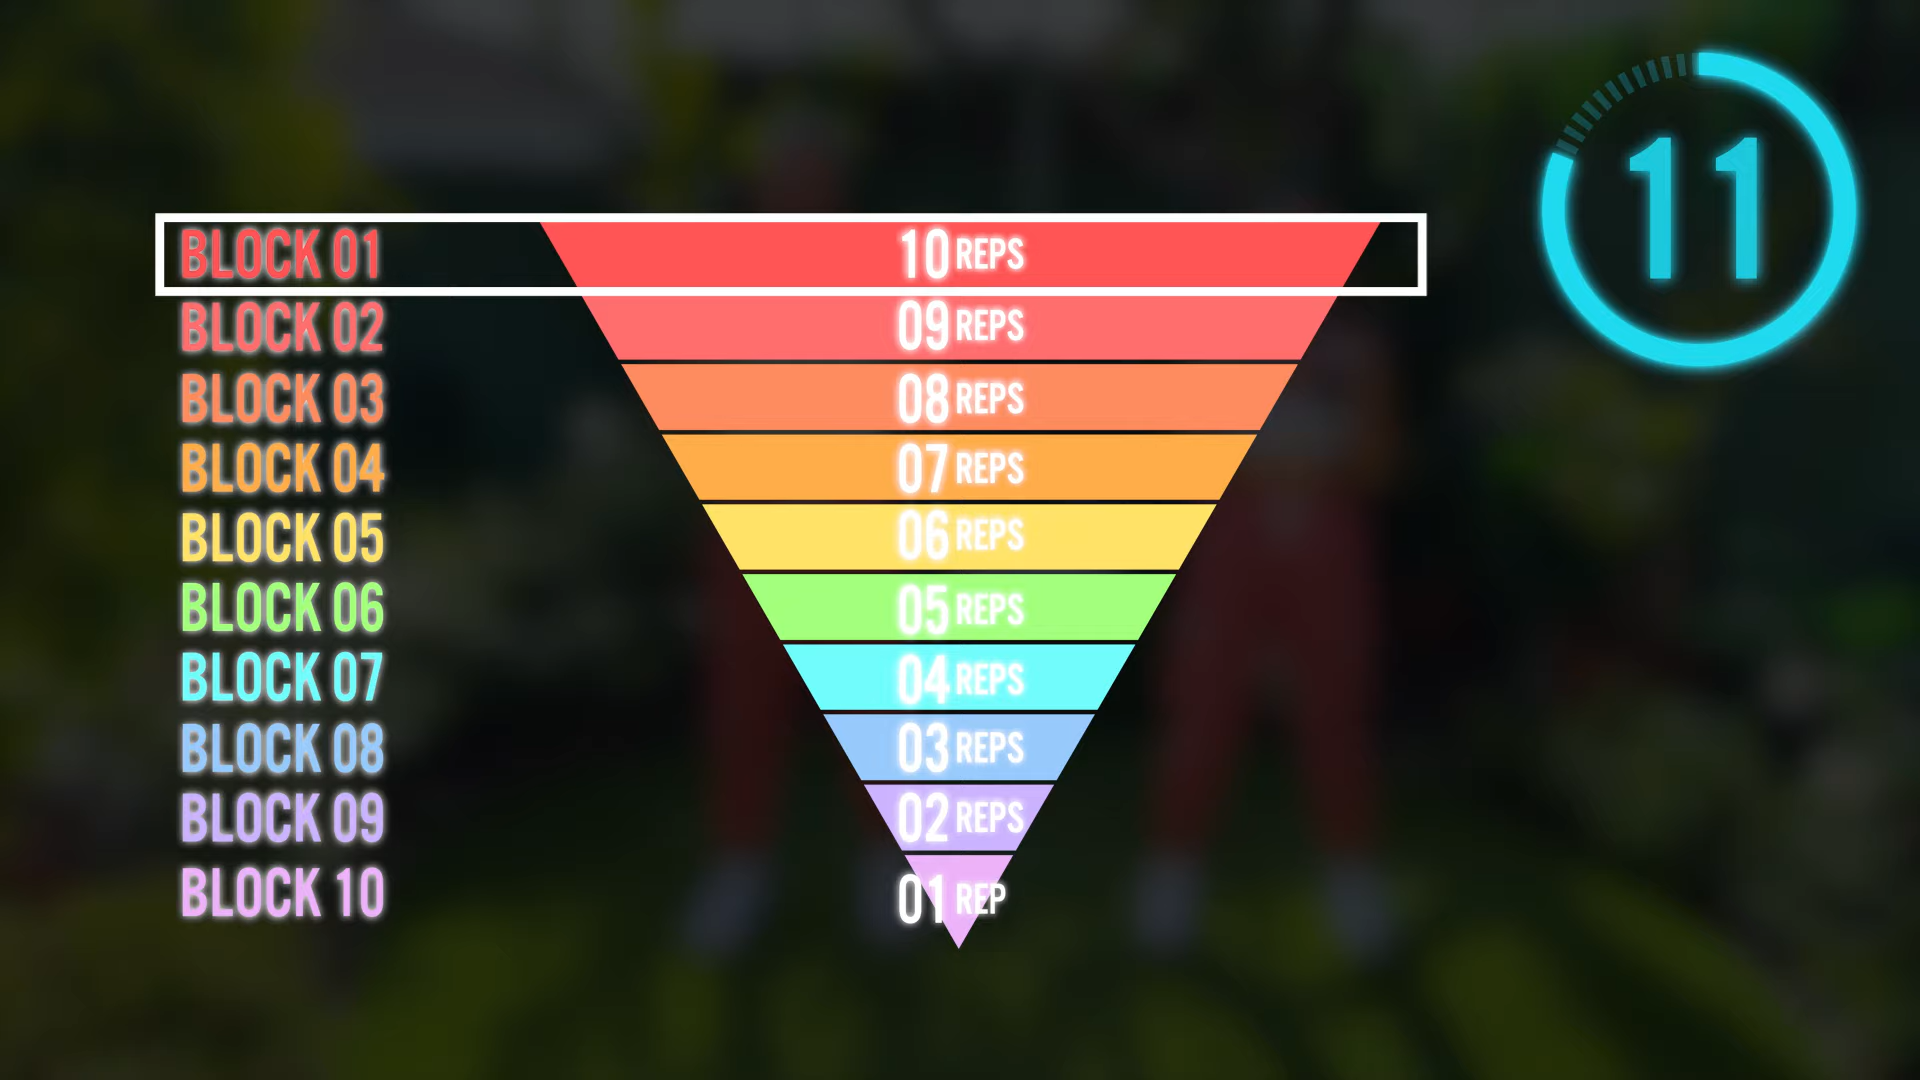 11
BLOCK 01 10 REPS
BLOCK 02 09 REPS
BLOCK 03 08 REPS
BLOCK 04 07 REPS
BLOCK 05 06 REPS
BLOCK 06 05 REPS
BLOCK 07 04 REPS
BLOCK 08 03 REPS
BLOCK 09 02 REPS
BLOCK 10 01 REP